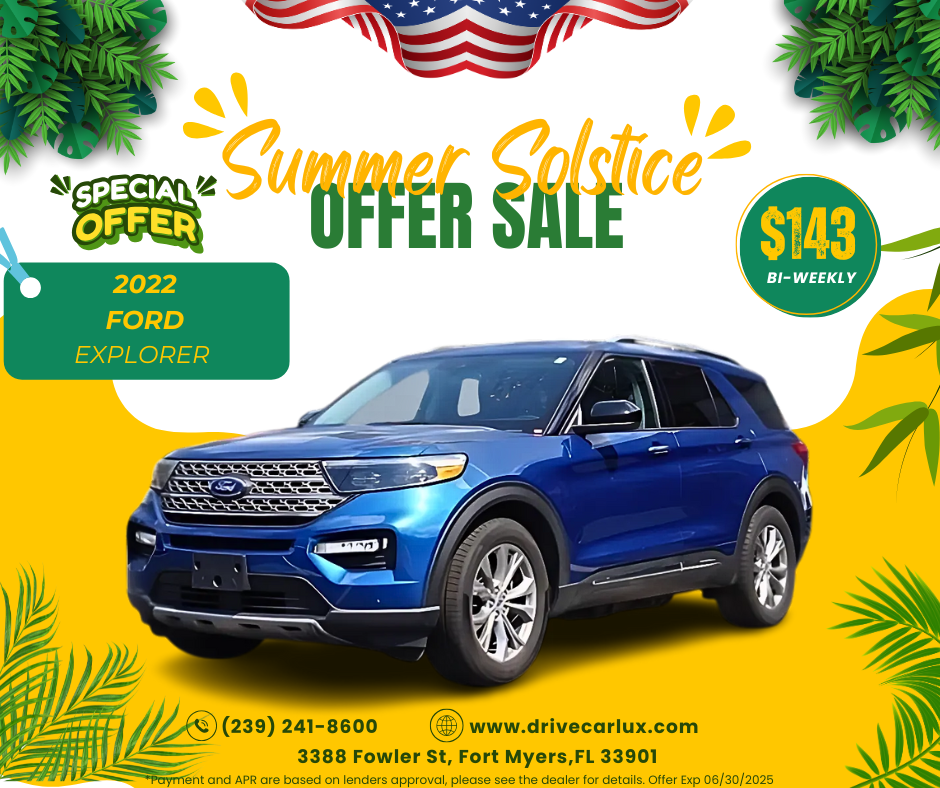 Summer Solstice
OFFER SALE
SPECIAL
OFFER
$143
BI-WEEKLY
2022
FORD
EXPLORER
Ford
(239) 241-8600
www.drivecarlux.com
3388 Fowler St, Fort Myers,FL 33901
*Payment and APR are based on lenders approval, please see the dealer for details. Offer Exp 06/30/2025